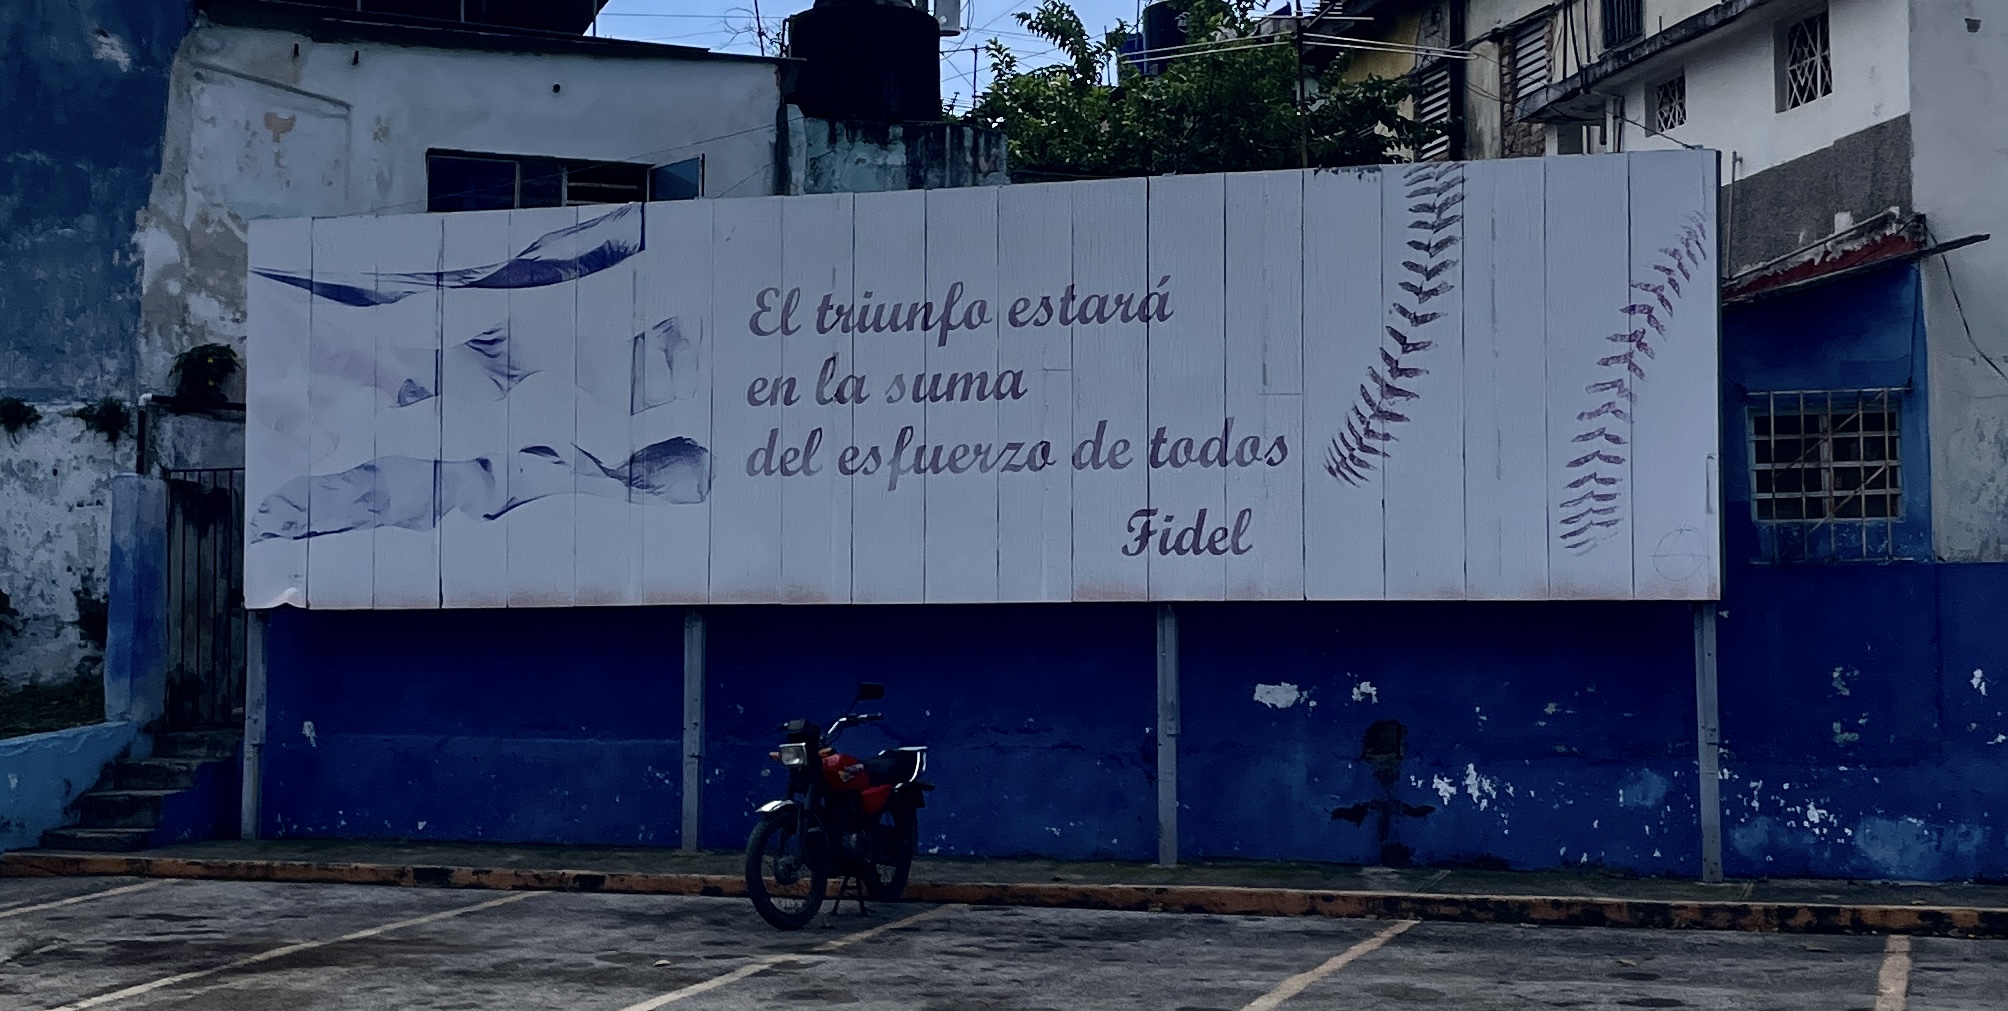 El triunfo estará
en la suma
del esfuerzo de todos
Fidel